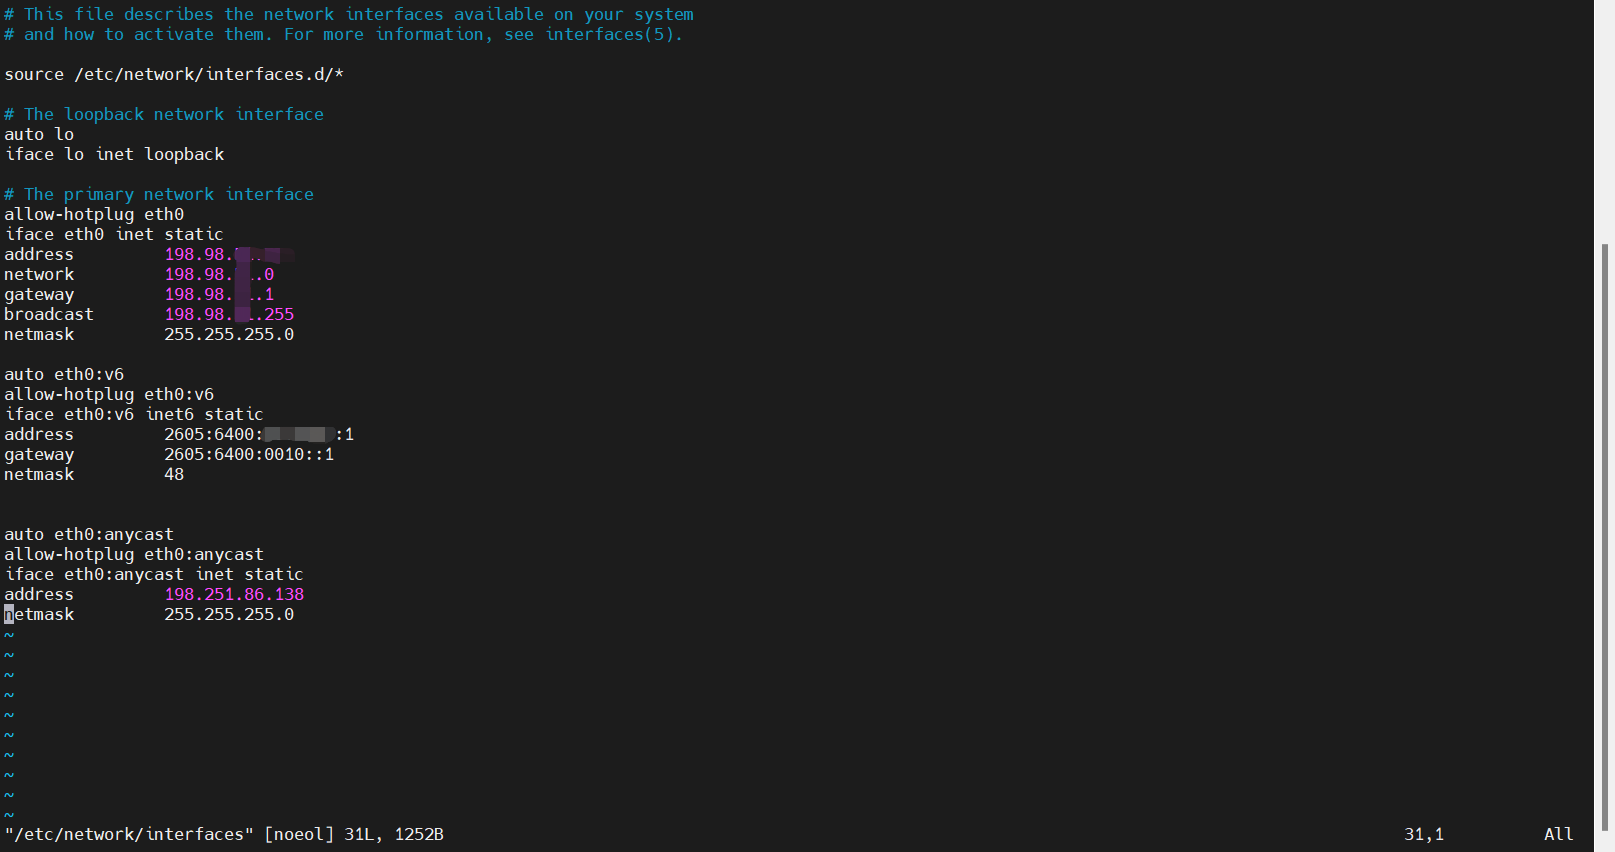 # This file describes the network interfaces available on your system
# and how to activate them. For more information, see interfaces(5).
source /etc/network/interfaces.d/*
# The loopback network interface
auto lo
iface lo inet loopback
# The primary network interface
allow-hotplug eth0
iface eth0 inet static
address 198.98.
network 198.98. .0
gateway 198.98. .1
broadcast 198.98. .255
netmask 255.255.255.0
auto eth0:v6
allow-hotplug eth0:v6
iface eth0:v6 inet6 static
address 2605:6400: :1
gateway 2605:6400:0010::1
netmask 48
auto eth0:anycast
allow-hotplug eth0:anycast
iface eth0:anycast inet static
address 198.251.86.138
netmask 255.255.255.0
~
~
~
~
~
~
~
~
~
~
"/etc/network/interfaces" [noeol] 31L, 1252B 31,1 All